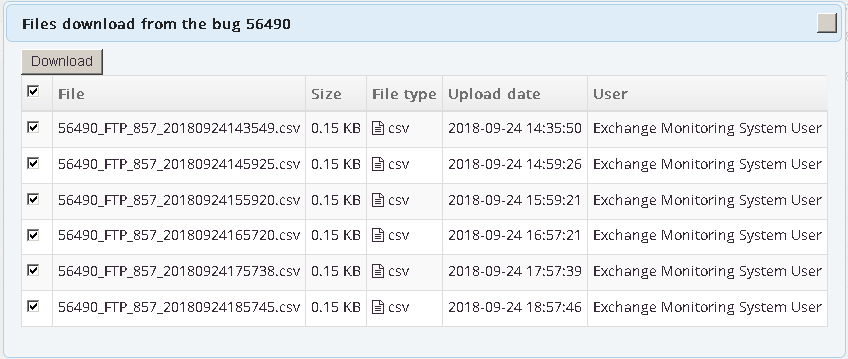 Files download from the bug 56490
Download
File Size File type Upload date User
56490_FTP_857_20180924143549.csv 0.15 KB csv 2018-09-24 14:35:50 Exchange Monitoring System User
56490_FTP_857_20180924145925.csv 0.15 KB csv 2018-09-24 14:59:26 Exchange Monitoring System User
56490_FTP_857_20180924155920.csv 0.15 KB csv 2018-09-24 15:59:21 Exchange Monitoring System User
56490_FTP_857_20180924165720.csv 0.15 KB csv 2018-09-24 16:57:21 Exchange Monitoring System User
56490_FTP_857_20180924175738.csv 0.15 KB csv 2018-09-24 17:57:39 Exchange Monitoring System User
56490_FTP_857_20180924185745.csv 0.15 KB csv 2018-09-24 18:57:46 Exchange Monitoring System User